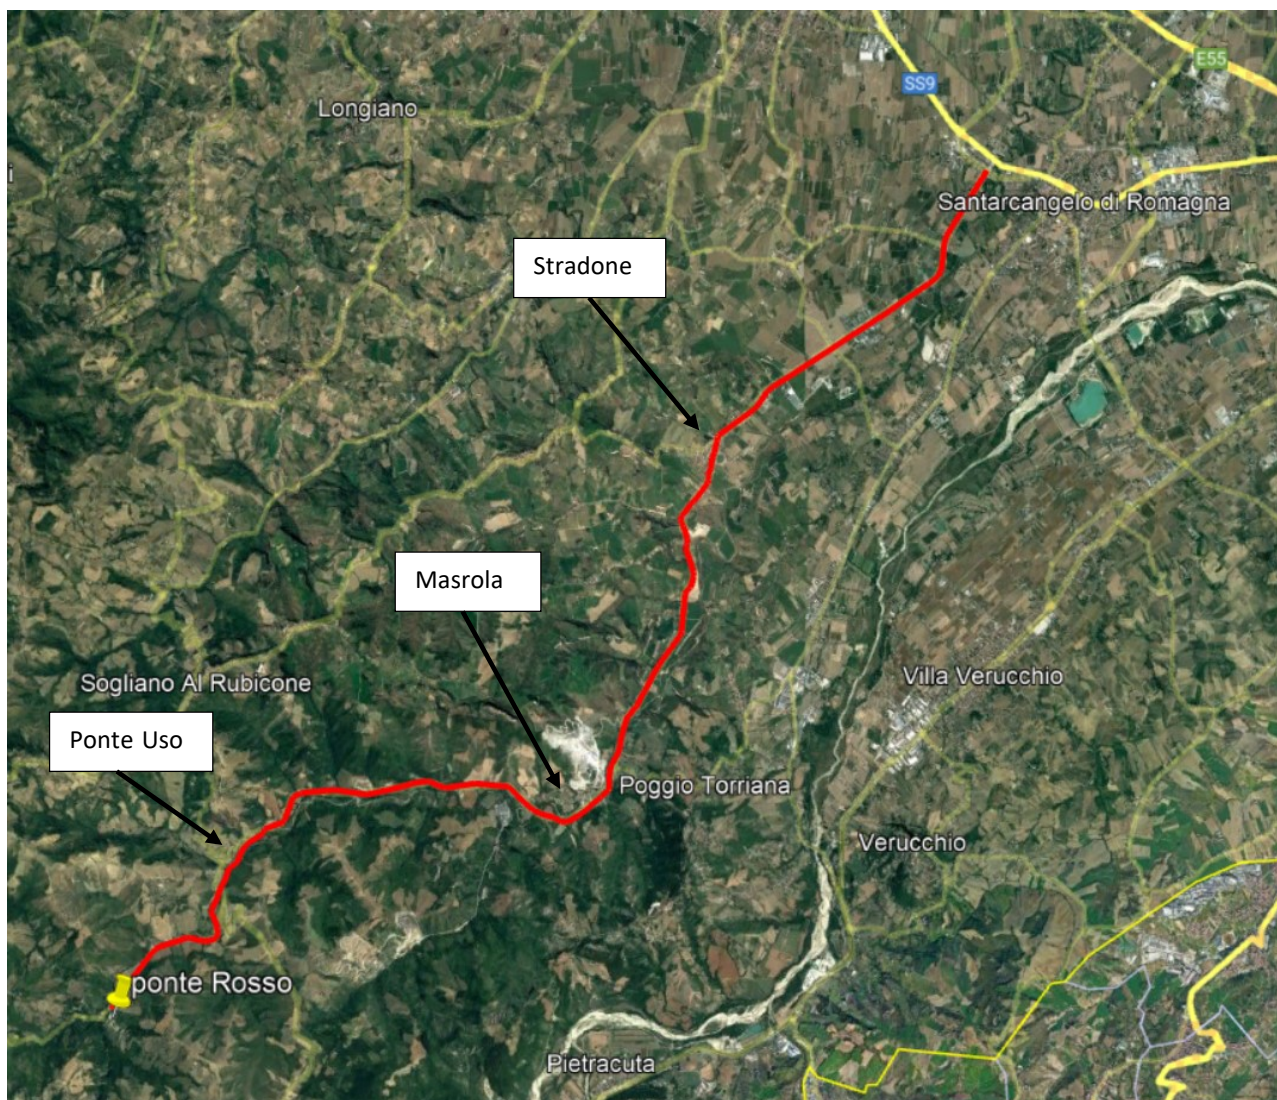 E55
SS9
Longiano
i
Santarcangelo di Romagna
Stradone
Masrola
Villa Verucchio
Sogliano Al Rubicone
Ponte Uso
Poggio Torriana
Verucchio
ponte Rosso
Pietracuta